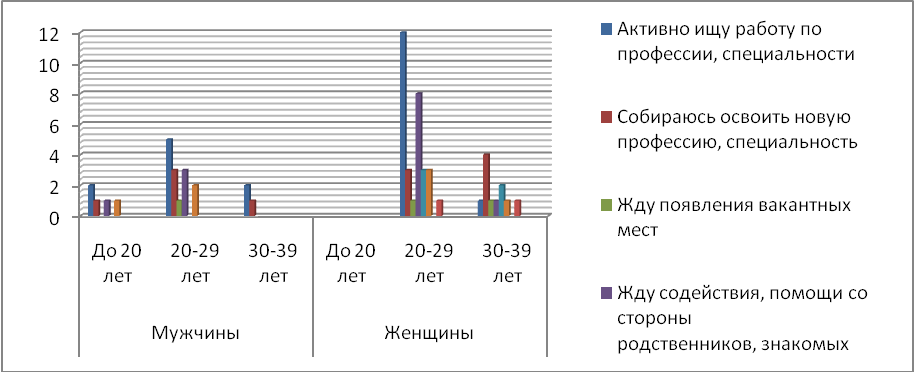 12
10
8
6
4
2
0
До 20 лет
20-29 лет
30-39 лет
До 20 лет
20-29 лет
30-39 лет
Мужчины
Женщины
Активно ищу работу по
профессии, специальности
Собираюсь освоить новую
профессию, специальность
Жду появления вакантных
мест
Жду содействия, помощи со
стороны
родственников, знакомых